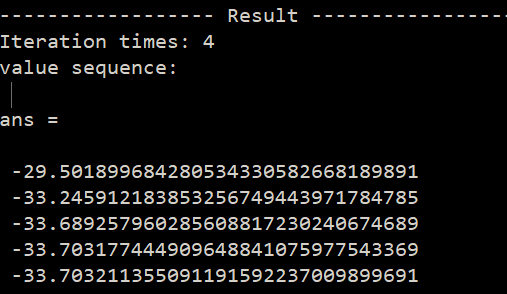 ----------------- Result ----------------
Iteration times: 4
value sequence:
ans =
-29.501899684280534330582668189891
-33.245912183853256749443971784785
-33.689257960285608817230240674689
-33.703177444909648841075977543369
-33.703211355091191592237009899691